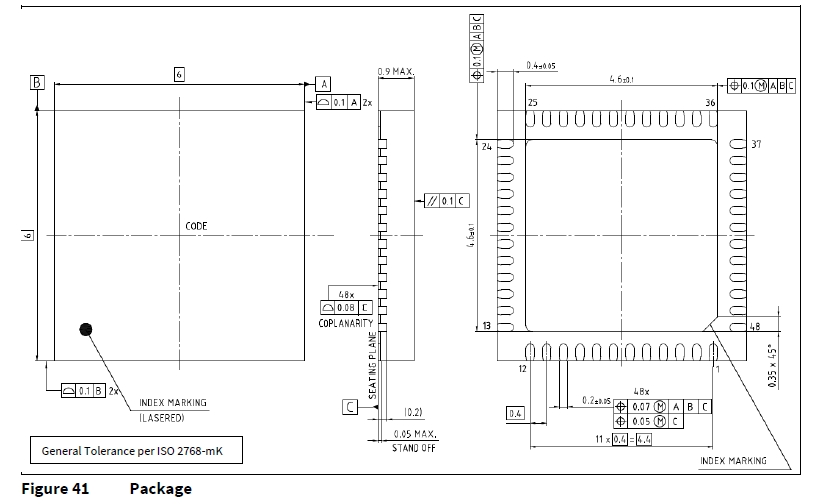 6
A
B
⌓ 0.1 A 2x
6
CODE
⌓ 0.1 B 2x
INDEX MARKING
(LASERED)
General Tolerance per ISO 2768-mK
0.9 MAX.
// 0.1 C
48x
⌓ 0.08 C
COPLANARITY
SEATING PLANE
C
(0.2)
0.05 MAX.
STAND OFF
⌖ 0.1 Ⓜ A B C
0.4±0.05
4.6±0.1
⌖ 0.1 Ⓜ A B C
25
36
24
37
4.6±0.1
13
48
12
1
0.35 x 45°
0.4
0.2±0.05
48x
⌖ 0.07 Ⓜ A B C
⌖ 0.05 Ⓜ C
11 x 0.4 = 4.4
INDEX MARKING
Figure 41 Package